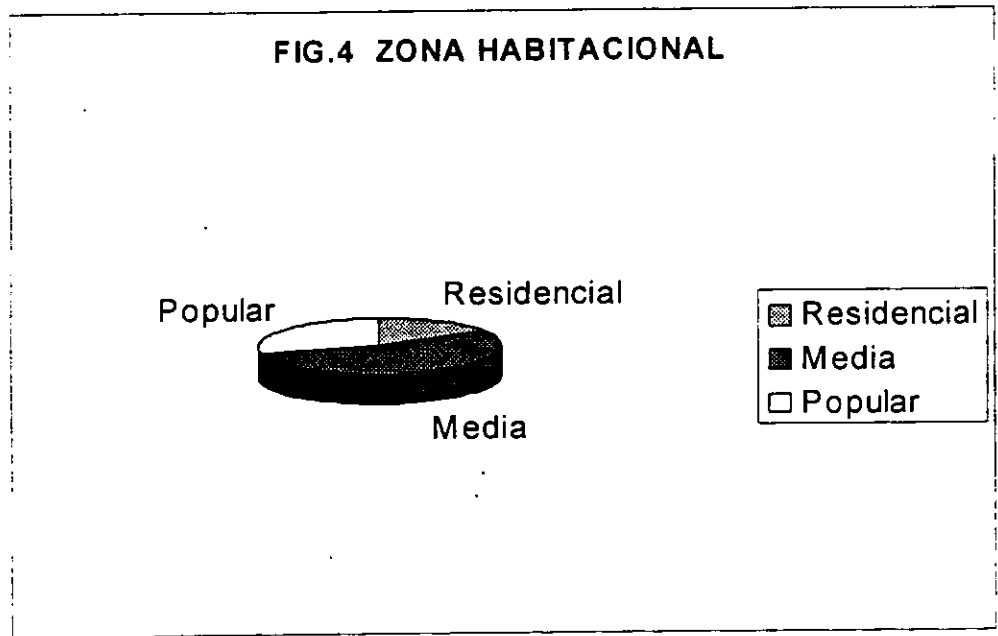 FIG.4 ZONA HABITACIONAL
Popular
Residencial
Media
Residencial
Media
Popular